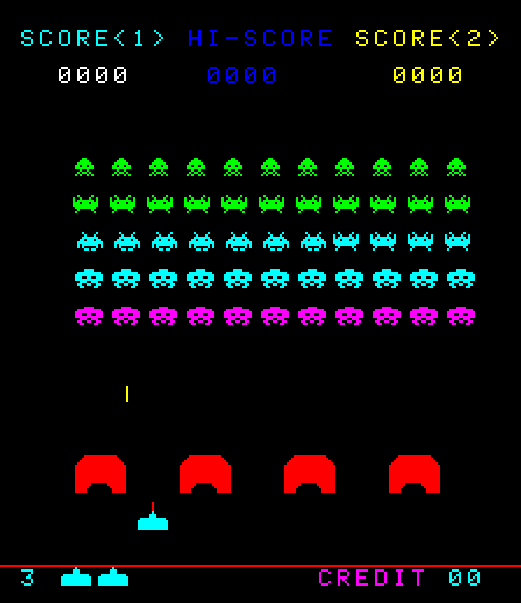 SCORE<1> HI-SCORE SCORE<2>
0000 0000 0000
3 CREDIT 00